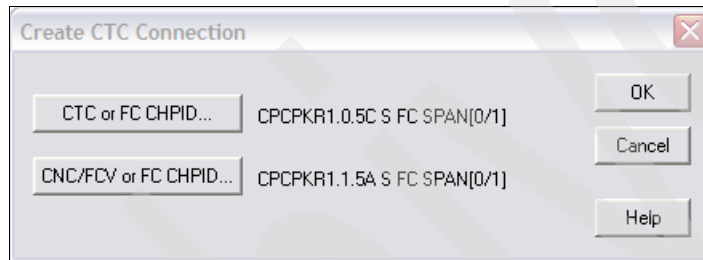 Create CTC Connection
CTC or FC CHPID... CPCPKR1.0.5C S FC SPAN[0/1] OK
Cancel
CNC/FCV or FC CHPID... CPCPKR1.1.5A S FC SPAN[0/1]
Help